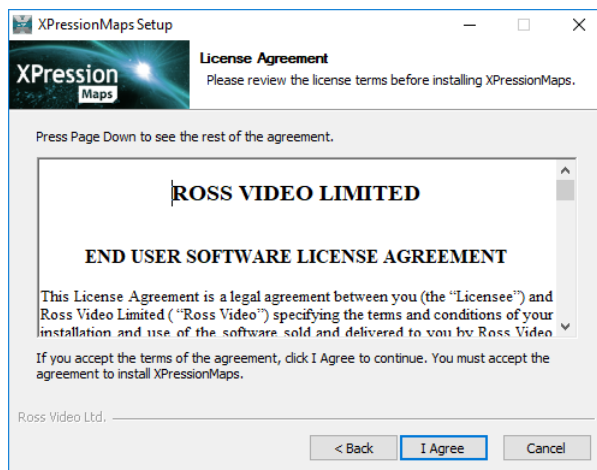 XPressionMaps Setup
XPression
Maps
License Agreement
Please review the license terms before installing XPressionMaps.
Press Page Down to see the rest of the agreement.
ROSS VIDEO LIMITED
END USER SOFTWARE LICENSE AGREEMENT
This License Agreement is a legal agreement between you (the “Licensee”) and
Ross Video Limited ( “Ross Video”) specifying the terms and conditions of your
installation and use of the software sold and delivered to you by Ross Video
If you accept the terms of the agreement, click I Agree to continue. You must accept the
agreement to install XPressionMaps.
Ross Video Ltd.
< Back
I Agree
Cancel